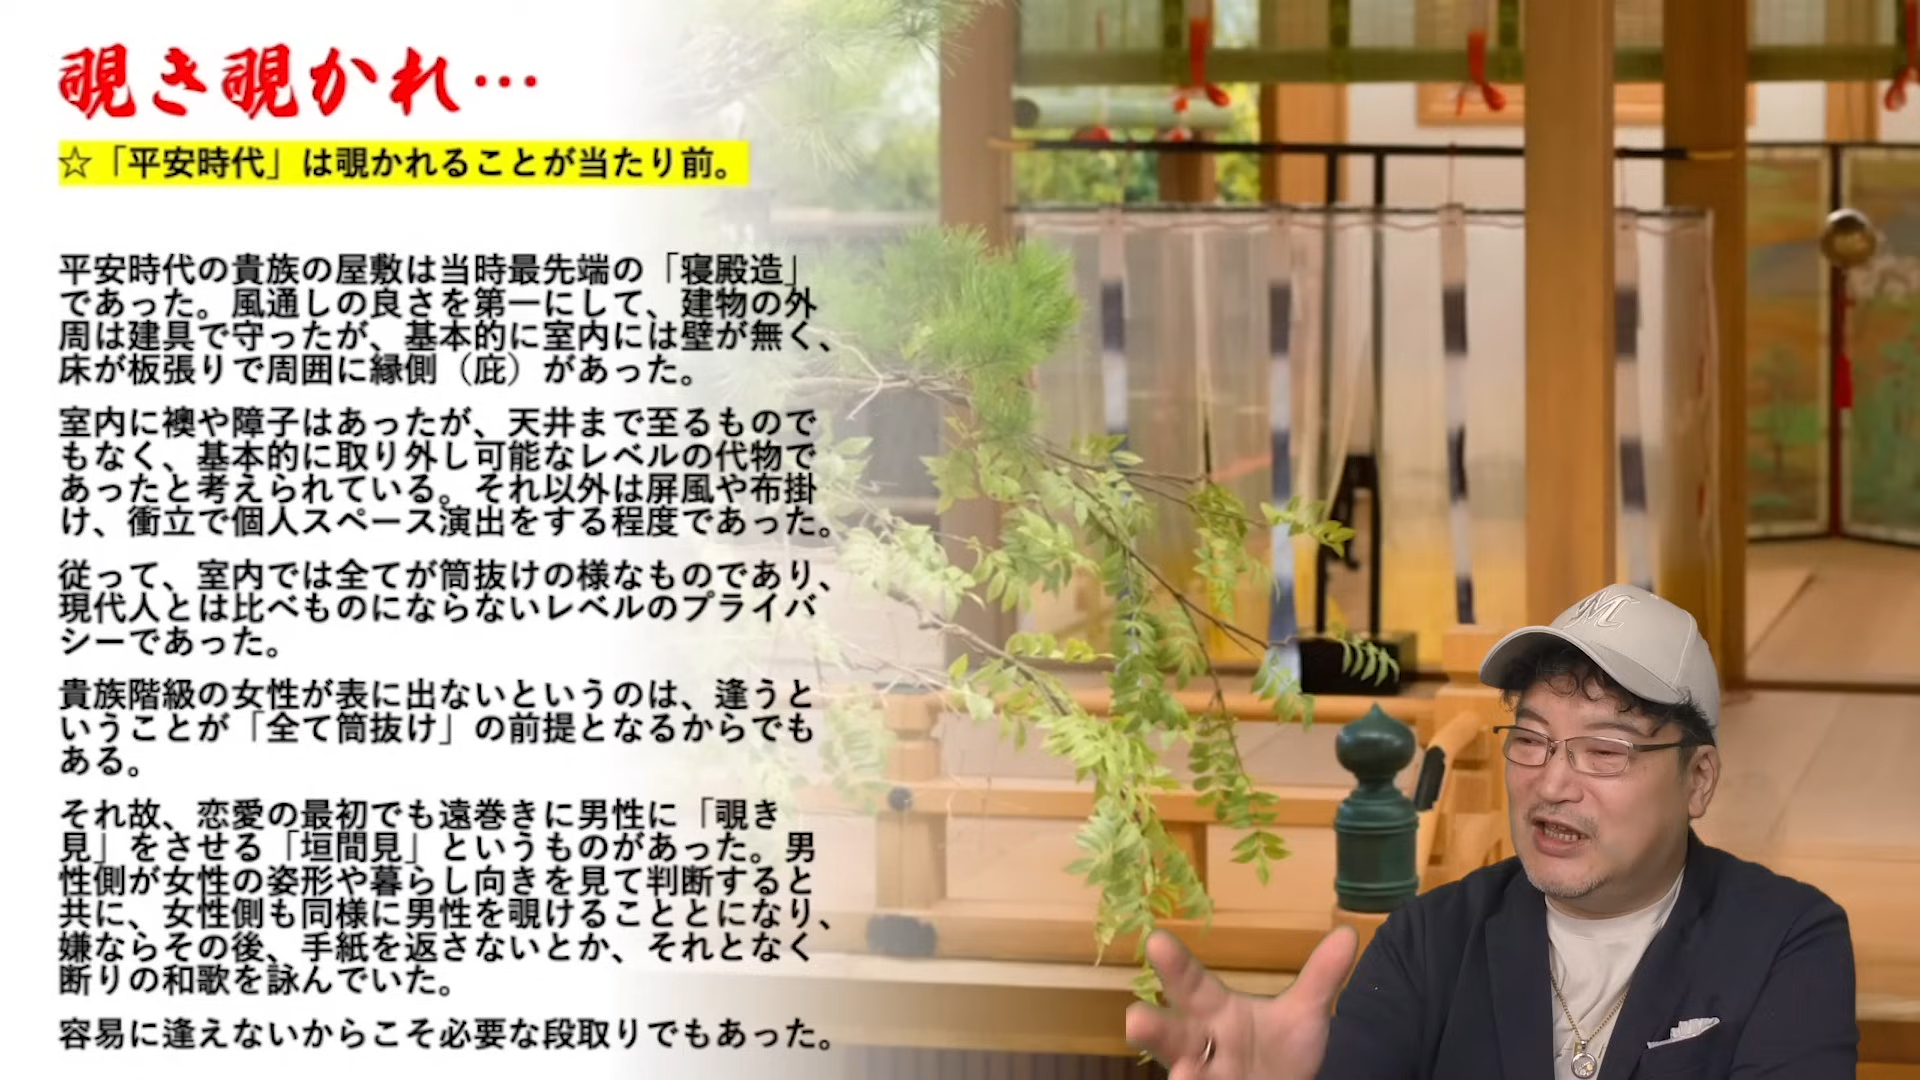 覗き覗かれ…
☆「平安時代」は覗かれることが当たり前。
平安時代の貴族の屋敷は当時最先端の「寝殿造」
であった。風通しの良さを第一にして、建物の外
周は建具で守ったが、基本的に室内には壁が無く、
床が板張りで周囲に縁側（庇）があった。
室内に襖や障子はあったが、天井まで至るもので
もなく、基本的に取り外し可能なレベルの代物で
あったと考えられている。それ以外は屏風や布掛
け、衝立で個人スペース演出をする程度であった。
従って、室内では全てが筒抜けの様なものであり、
現代人とは比べものにならないレベルのプライバ
シーであった。
貴族階級の女性が表に出ないというのは、逢うと
いうことが「全て筒抜け」の前提となるからでも
ある。
それ故、恋愛の最初でも遠巻きに男性に「覗き
見」をさせる「垣間見」というものがあった。男
性側が女性の姿形や暮らし向きを見て判断すると
共に、女性側も同様に男性を覗けることとになり、
嫌ならその後、手紙を返さないとか、それとなく
断りの和歌を詠んでいた。
容易に逢えないからこそ必要な段取りでもあった。
M